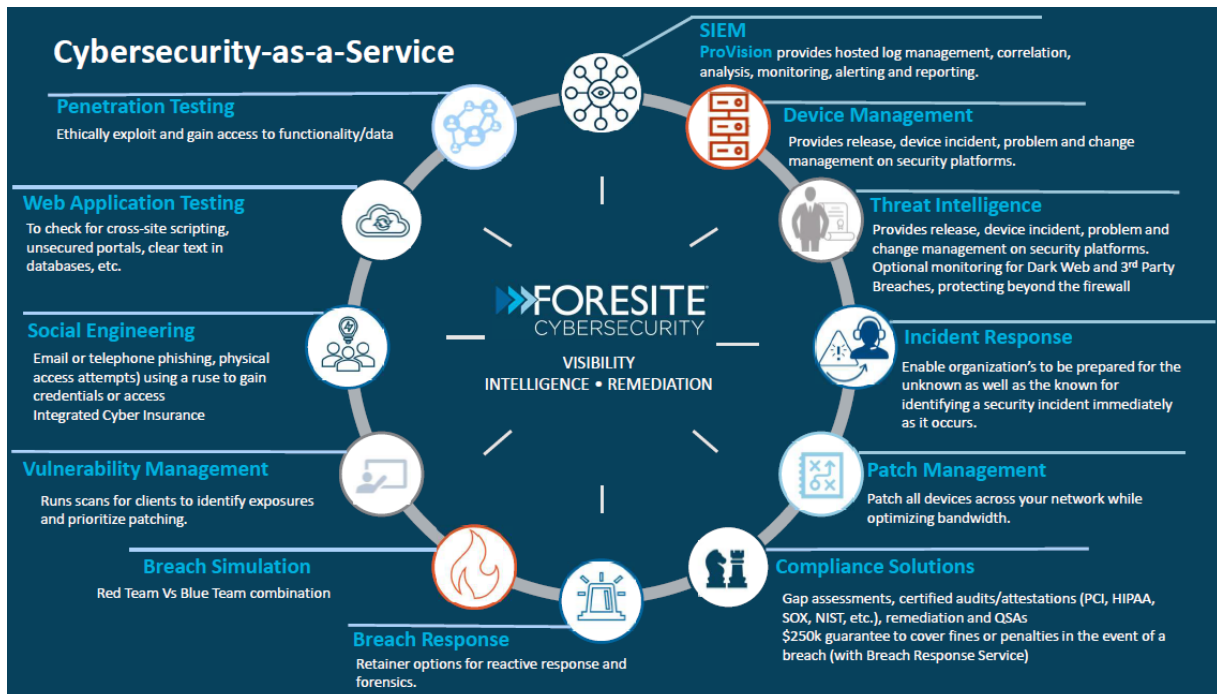 Cybersecurity-as-a-Service
SIEM
ProVision provides hosted log management, correlation,
analysis, monitoring, alerting and reporting.
Device Management
Provides release, device incident, problem and change
management on security platforms.
Threat Intelligence
Provides release, device incident, problem and
change management on security platforms.
Optional monitoring for Dark Web and 3rd Party
Breaches, protecting beyond the firewall
Incident Response
Enable organization's to be prepared for the
unknown as well as the known for
identifying a security incident immediately
as it occurs.
Patch Management
Patch all devices across your network while
optimizing bandwidth.
Compliance Solutions
Gap assessments, certified audits/attestations (PCI, HIPAA,
SOX, NIST, etc.), remediation and QSAs
$250k guarantee to cover fines or penalties in the event of a
breach (with Breach Response Service)
Breach Response
Retainer options for reactive response and
forensics.
Breach Simulation
Red Team Vs Blue Team combination
Vulnerability Management
Runs scans for clients to identify exposures
and prioritize patching.
Social Engineering
Email or telephone phishing, physical
access attempts) using a ruse to gain
credentials or access
Integrated Cyber Insurance
Web Application Testing
To check for cross-site scripting,
unsecured portals, clear text in
databases, etc.
Penetration Testing
Ethically exploit and gain access to functionality/data
FORESITE
CYBERSECURITY
VISIBILITY
INTELLIGENCE • REMEDIATION